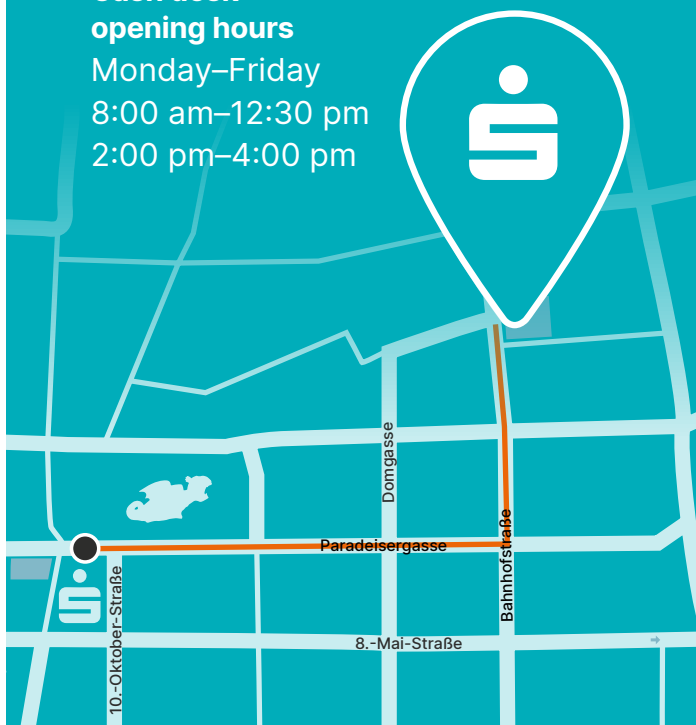 opening hours
Monday–Friday
8:00 am–12:30 pm
2:00 pm–4:00 pm
Domgasse
Paradeisergasse
Bahnhofstraße
10.-Oktober-Straße
8.-Mai-Straße